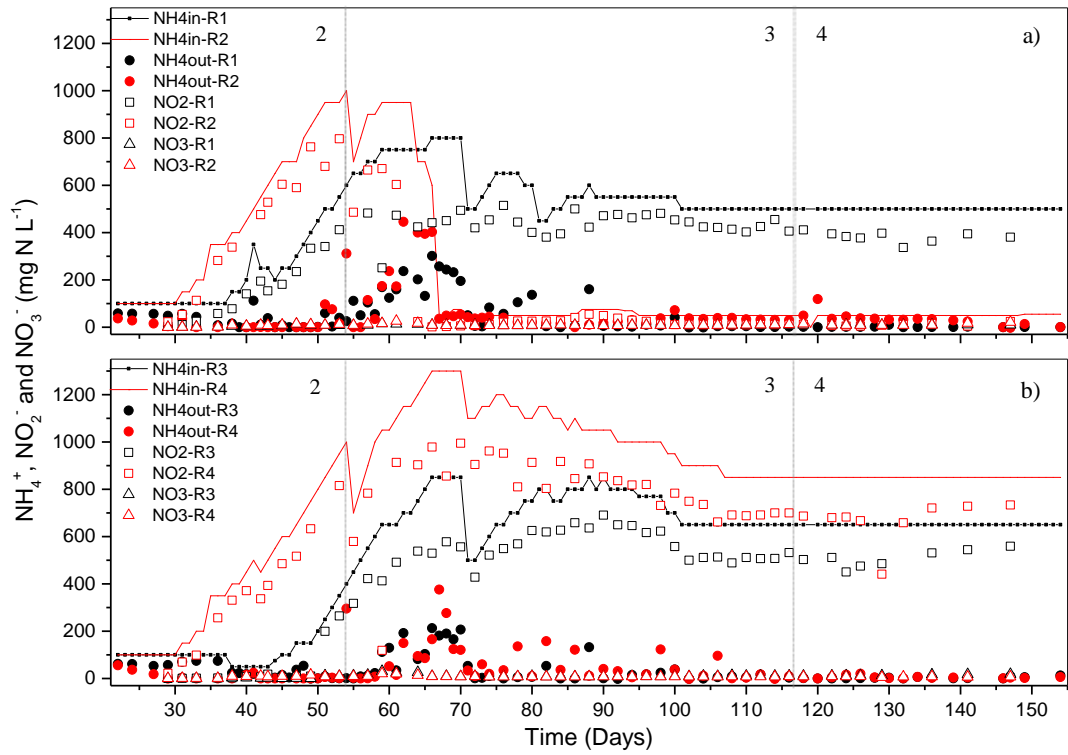 NH₄⁺, NO₂⁻ and NO₃⁻ (mg N L⁻¹)
1200
1000
800
600
400
200
0
NH4in-R1
NH4in-R2
NH4out-R1
NH4out-R2
NO2-R1
NO2-R2
NO3-R1
NO3-R2
2
3
4
a)
1200
1000
800
600
400
200
0
NH4in-R3
NH4in-R4
NH4out-R3
NH4out-R4
NO2-R3
NO2-R4
NO3-R3
NO3-R4
2
3
4
b)
30 40 50 60 70 80 90 100 110 120 130 140 150
Time (Days)